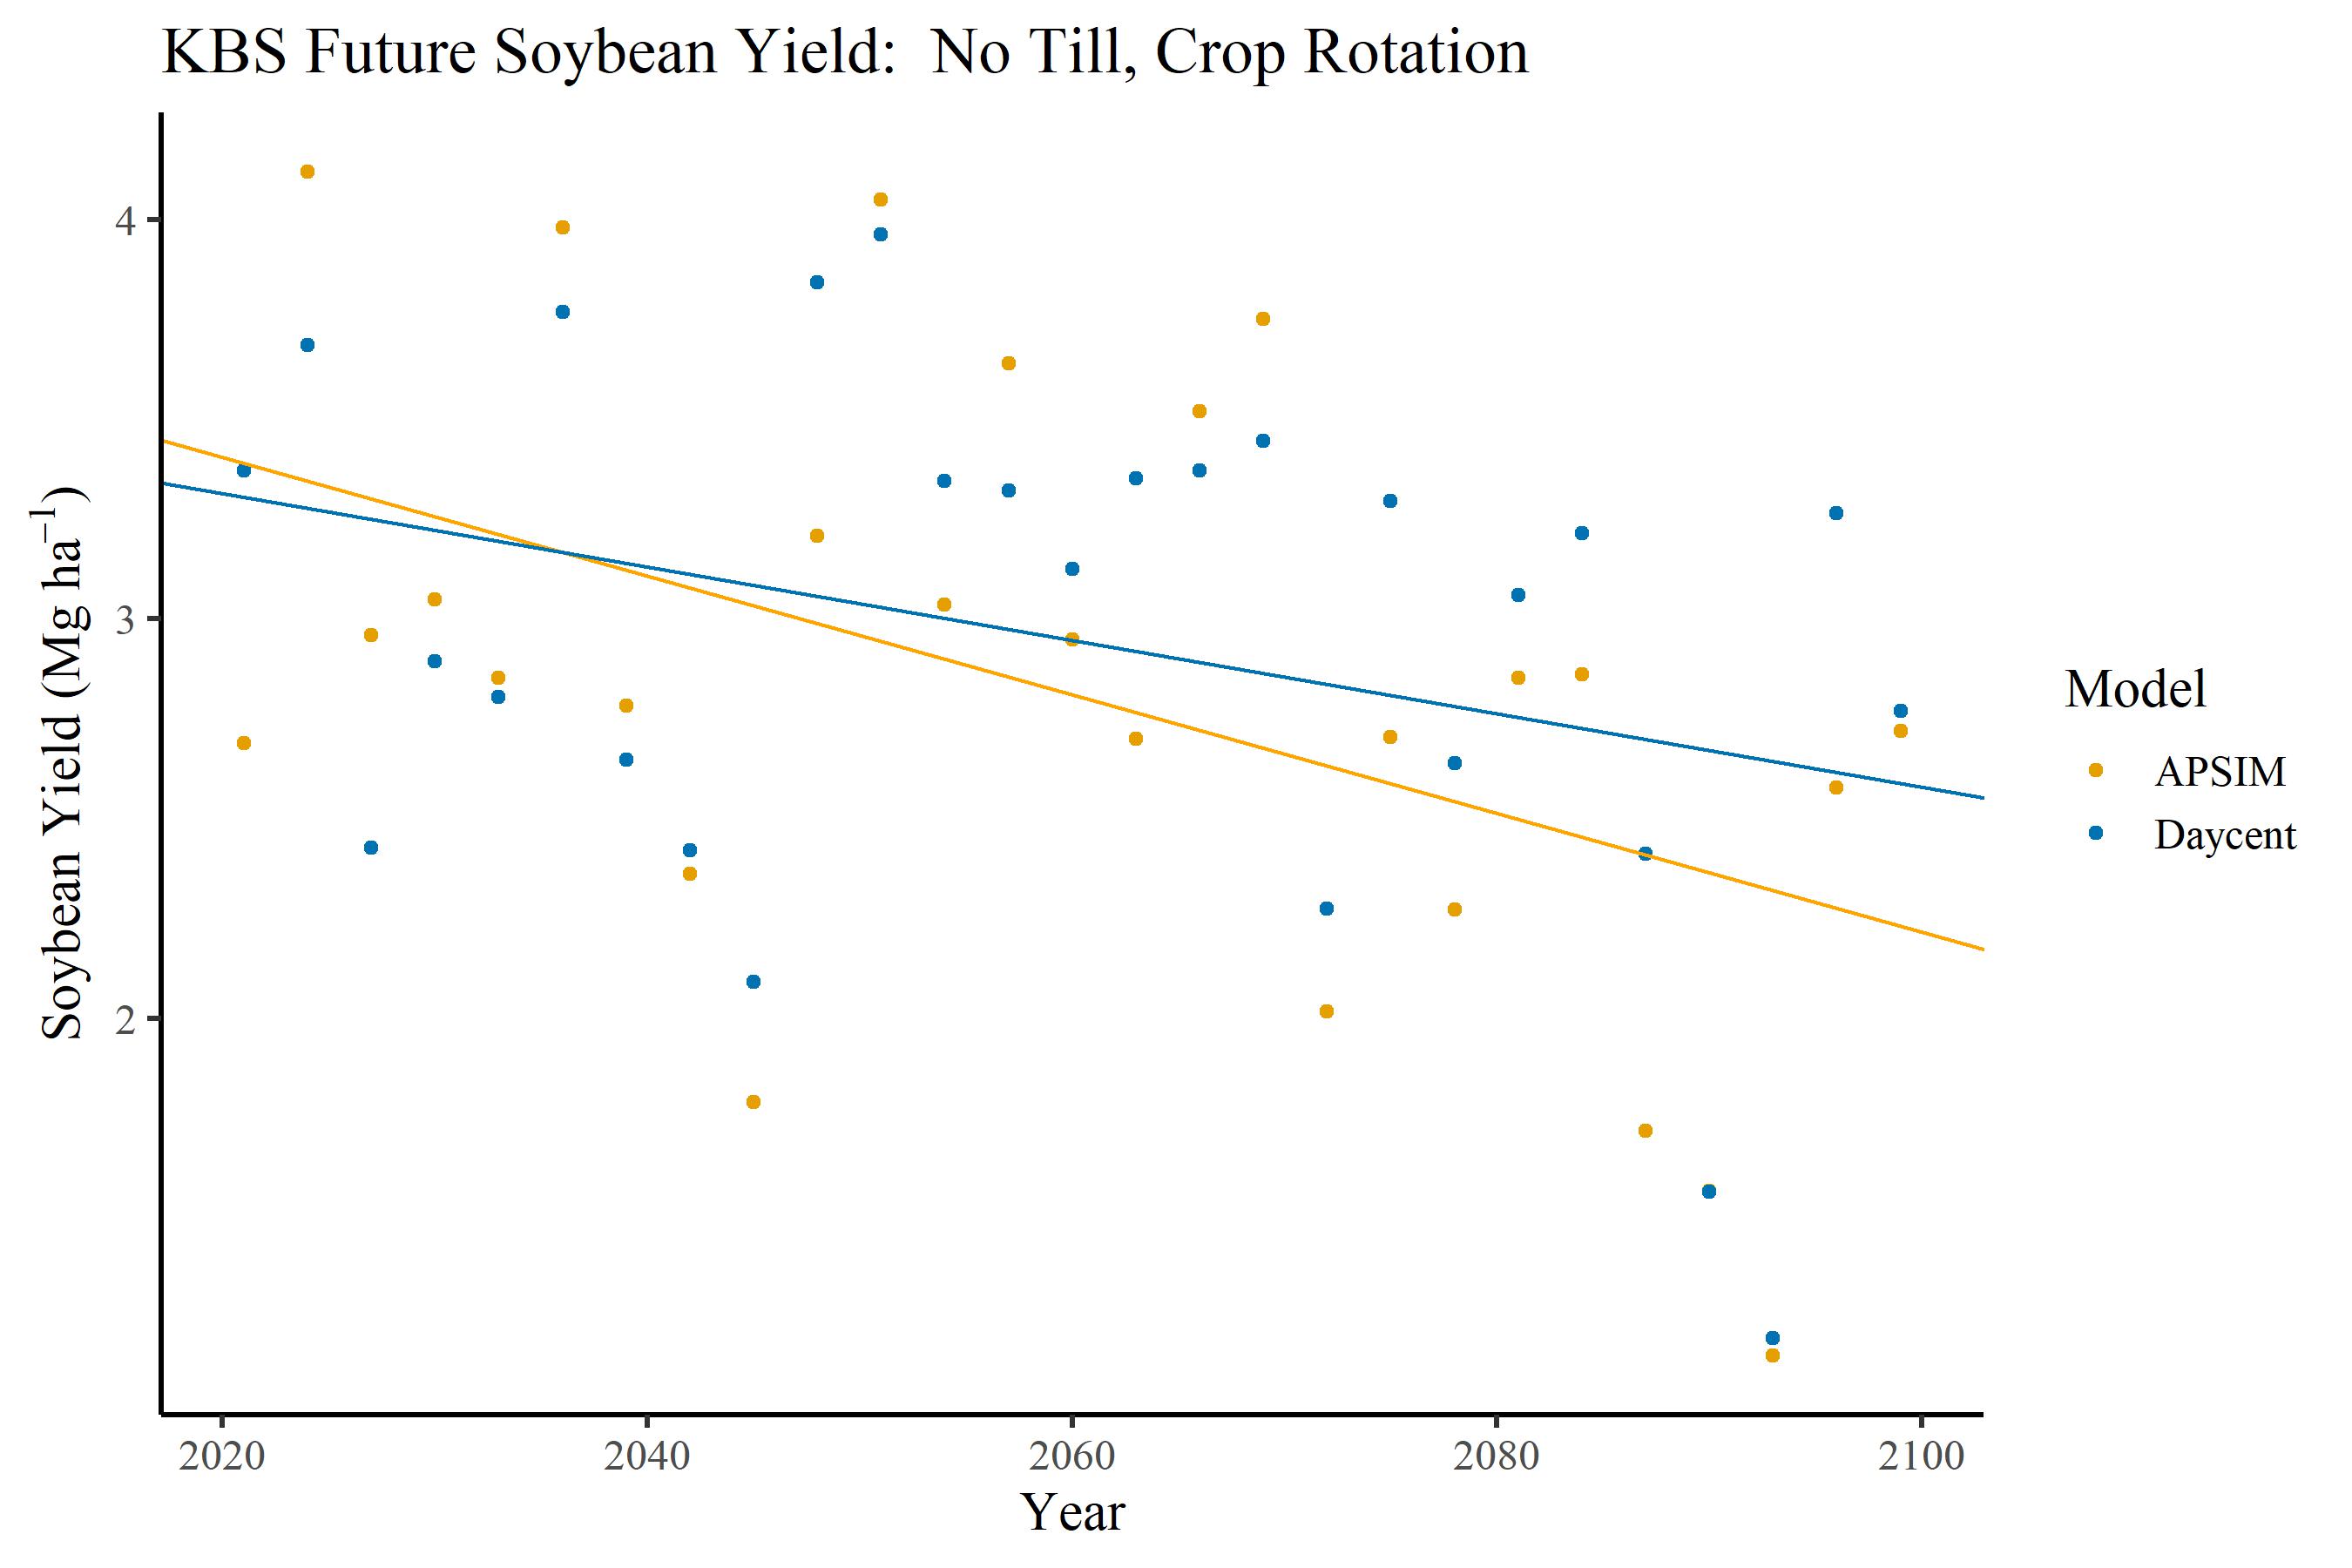 KBS Future Soybean Yield:  No Till, Crop Rotation
Soybean Yield (Mg ha⁻¹)
4
3
2
2020 2040 2060 2080 2100
Year
Model
APSIM
Daycent